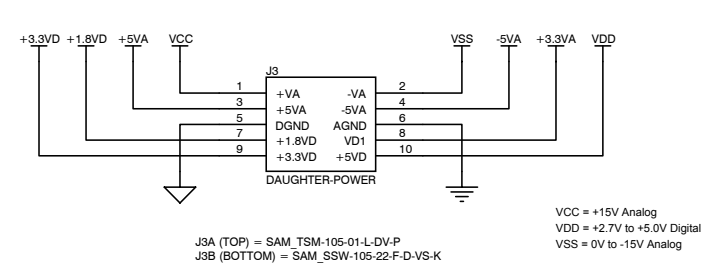 +3.3VD +1.8VD +5VA VCC VSS -5VA +3.3VA VDD
J3
1 +VA -VA 2
3 +5VA -5VA 4
5 DGND AGND 6
7 +1.8VD VD1 8
9 +3.3VD +5VD 10
DAUGHTER-POWER
VCC = +15V Analog
VDD = +2.7V to +5.0V Digital
VSS = 0V to -15V Analog
J3A (TOP) = SAM_TSM-105-01-L-DV-P
J3B (BOTTOM) = SAM_SSW-105-22-F-D-VS-K